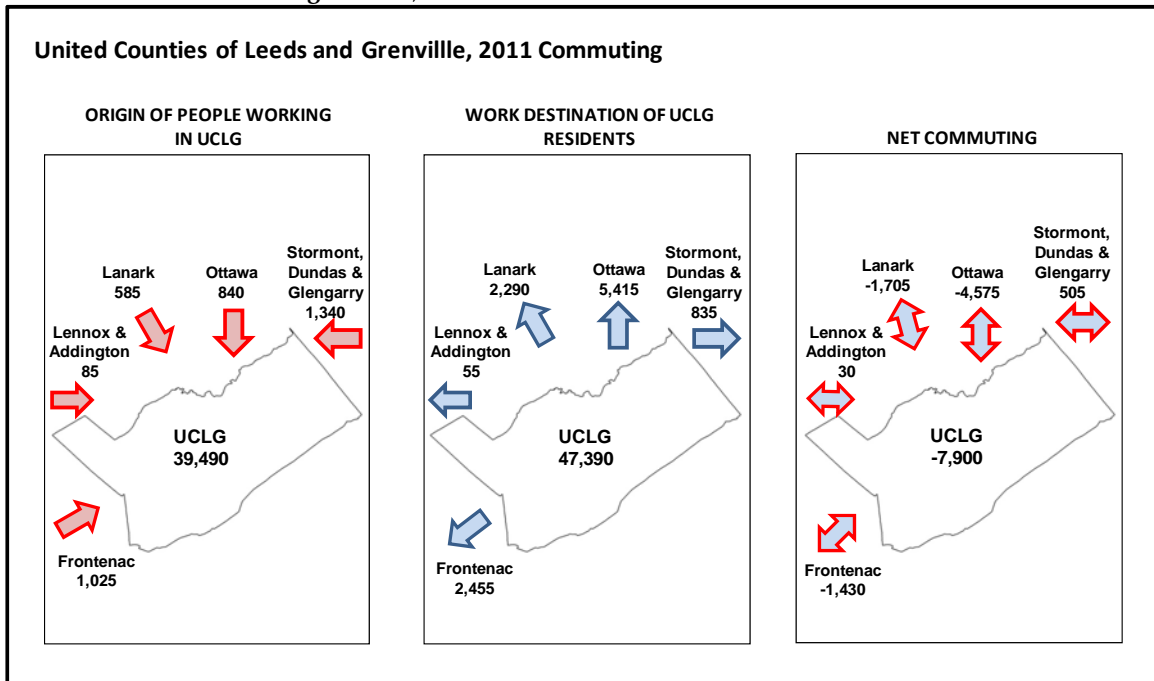 United Counties of Leeds and Grenvillle, 2011 Commuting
ORIGIN OF PEOPLE WORKING
IN UCLG
Lanark
585
Ottawa
840
Stormont,
Dundas &
Glengarry
1,340
Lennox &
Addington
85
UCLG
39,490
Frontenac
1,025
WORK DESTINATION OF UCLG
RESIDENTS
Lanark
2,290
Ottawa
5,415
Stormont,
Dundas &
Glengarry
835
Lennox &
Addington
55
UCLG
47,390
Frontenac
2,455
NET COMMUTING
Lanark
-1,705
Ottawa
-4,575
Stormont,
Dundas &
Glengarry
505
Lennox &
Addington
30
UCLG
-7,900
Frontenac
-1,430